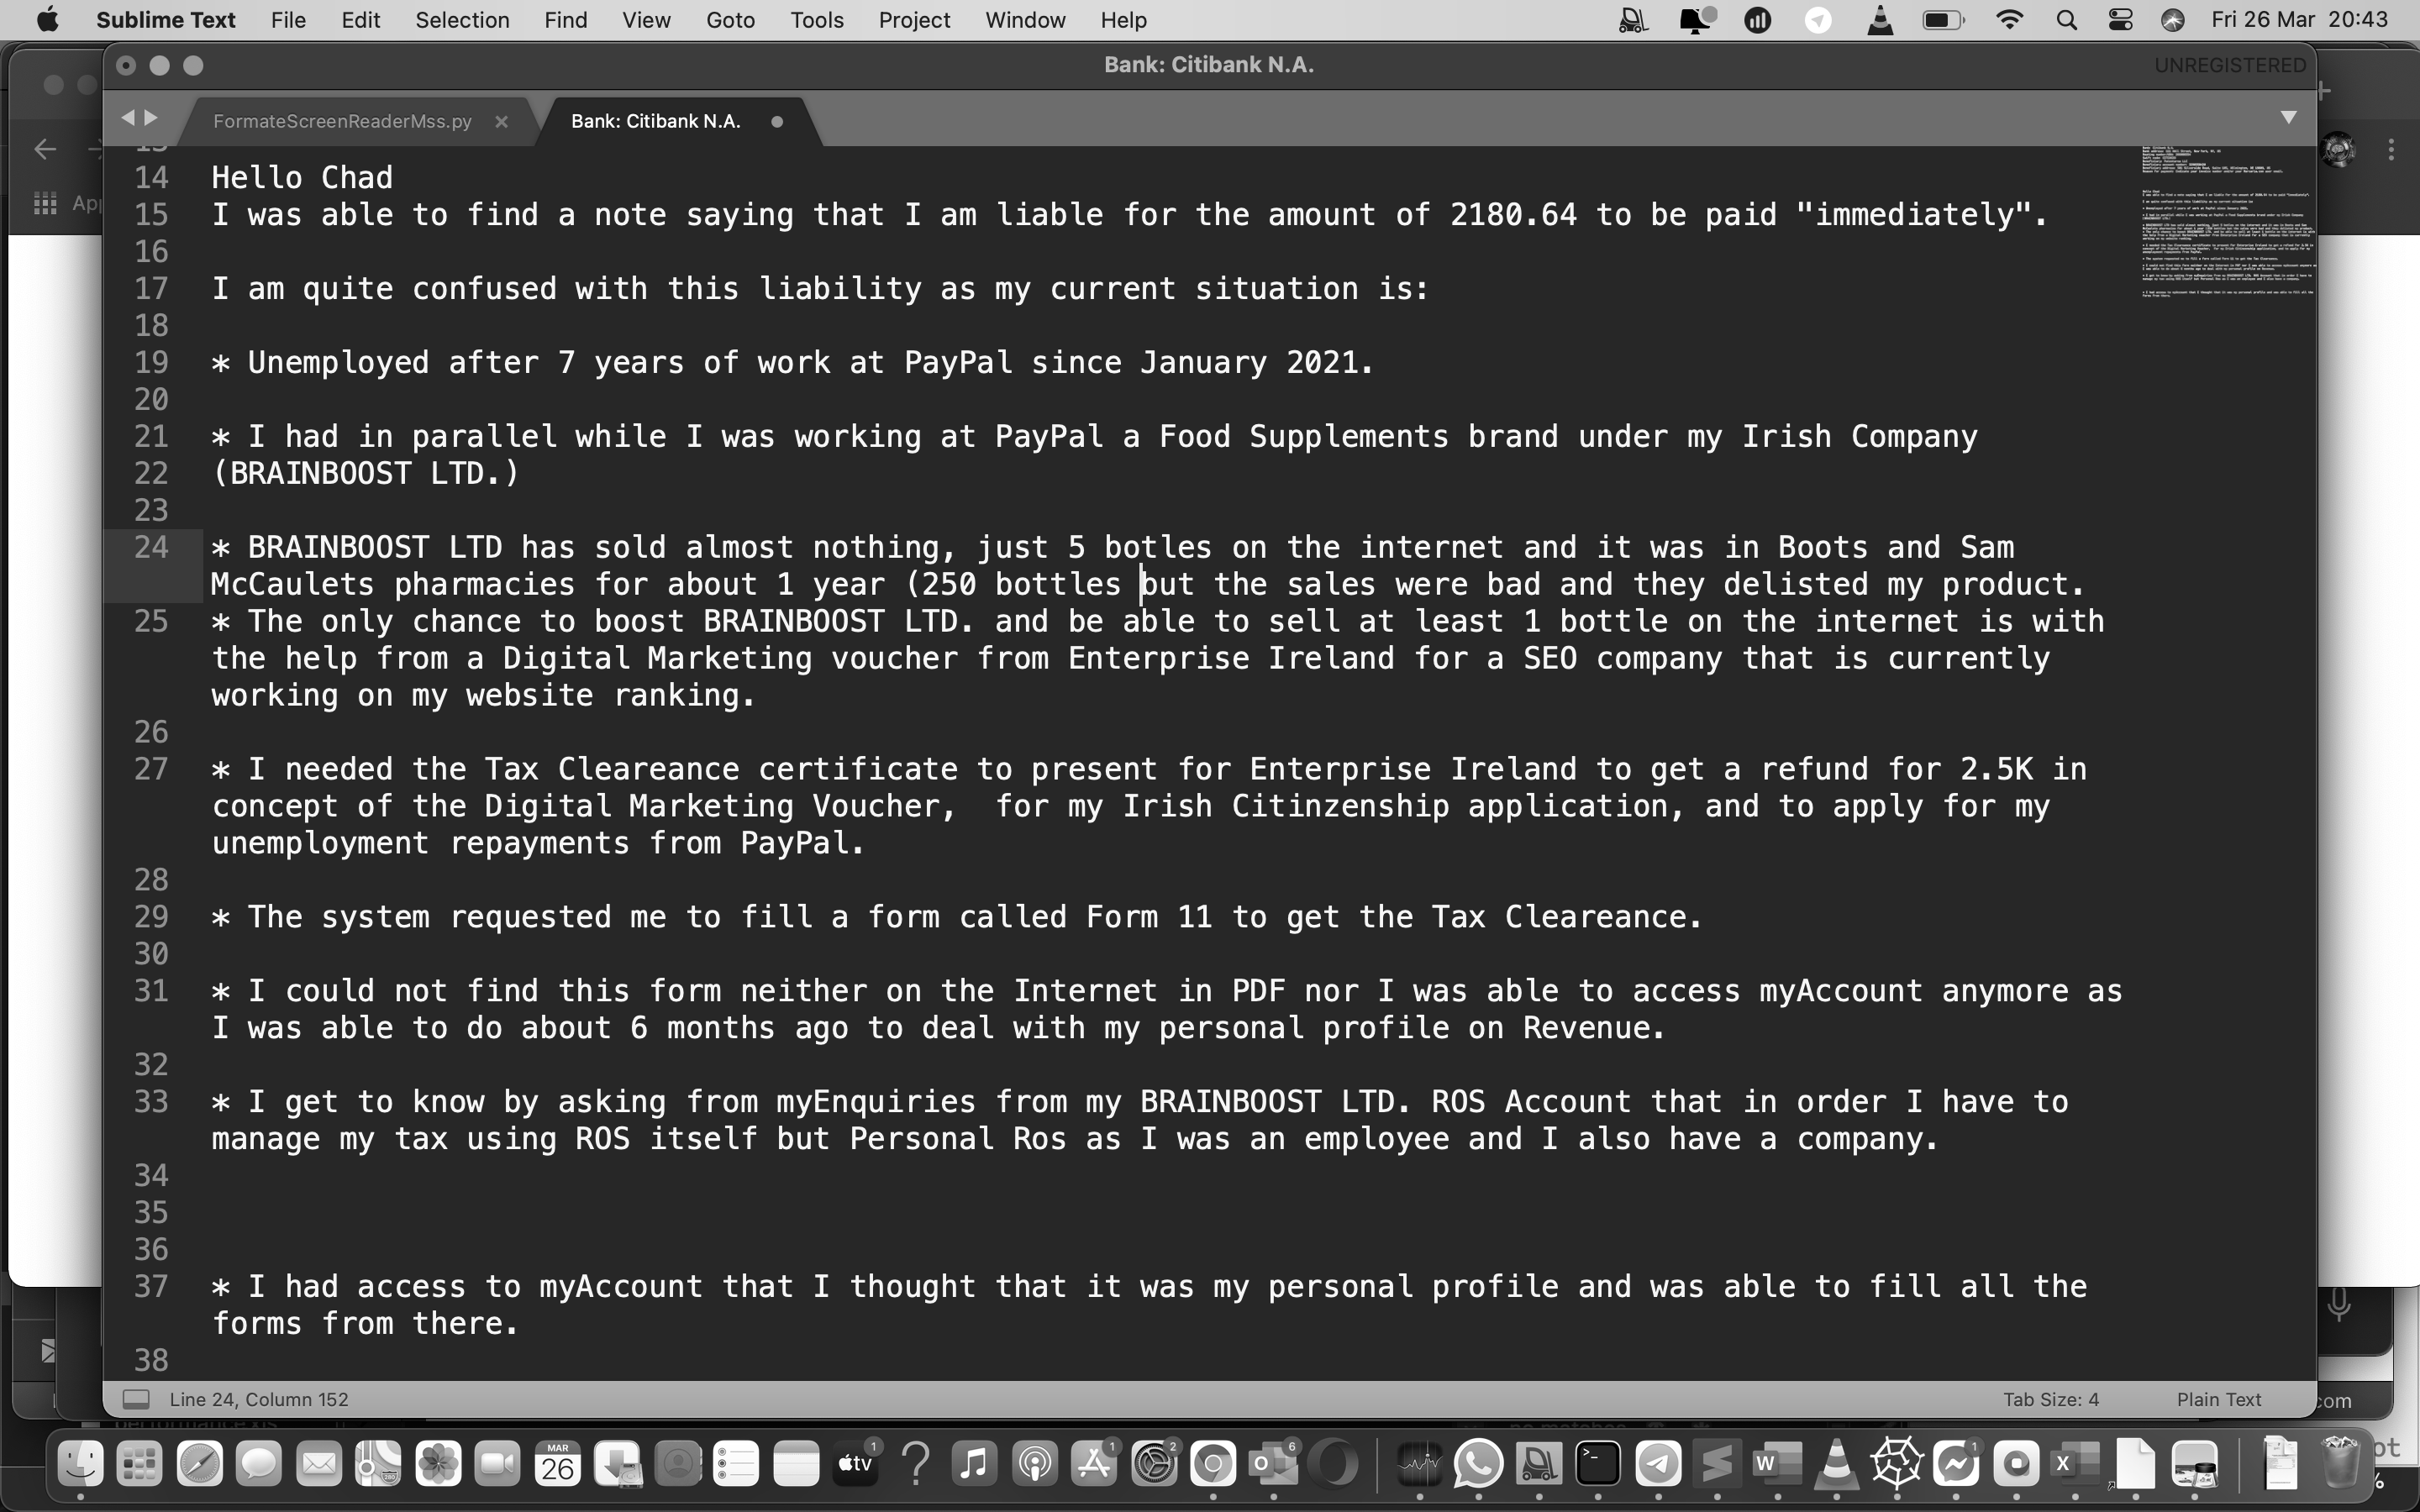 Sublime Text File Edit Selection Find View Goto Tools Project Window Help Fri 26 Mar 20:43
Bank: Citibank N.A. UNREGISTERED
FormateScreenReaderMss.py Bank: Citibank N.A.
14 Hello Chad
15 I was able to find a note saying that I am liable for the amount of 2180.64 to be paid "immediately".
16
17 I am quite confused with this liability as my current situation is:
18
19 * Unemployed after 7 years of work at PayPal since January 2021.
20
21 * I had in parallel while I was working at PayPal a Food Supplements brand under my Irish Company
22 (BRAINBOOST LTD.)
23
24 * BRAINBOOST LTD has sold almost nothing, just 5 botles on the internet and it was in Boots and Sam
McCaulets pharmacies for about 1 year (250 bottles but the sales were bad and they delisted my product.
25 * The only chance to boost BRAINBOOST LTD. and be able to sell at least 1 bottle on the internet is with
the help from a Digital Marketing voucher from Enterprise Ireland for a SEO company that is currently
working on my website ranking.
26
27 * I needed the Tax Cleareance certificate to present for Enterprise Ireland to get a refund for 2.5K in
concept of the Digital Marketing Voucher,  for my Irish Citinzenship application, and to apply for my
unemployment repayments from PayPal.
28
29 * The system requested me to fill a form called Form 11 to get the Tax Cleareance.
30
31 * I could not find this form neither on the Internet in PDF nor I was able to access myAccount anymore as
I was able to do about 6 months ago to deal with my personal profile on Revenue.
32
33 * I get to know by asking from myEnquiries from my BRAINBOOST LTD. ROS Account that in order I have to
manage my tax using ROS itself but Personal Ros as I was an employee and I also have a company.
34
35
36
37 * I had access to myAccount that I thought that it was my personal profile and was able to fill all the
forms from there.
38
Line 24, Column 152 Tab Size: 4 Plain Text
com
MAR
26
tv 1
1
2
6
1